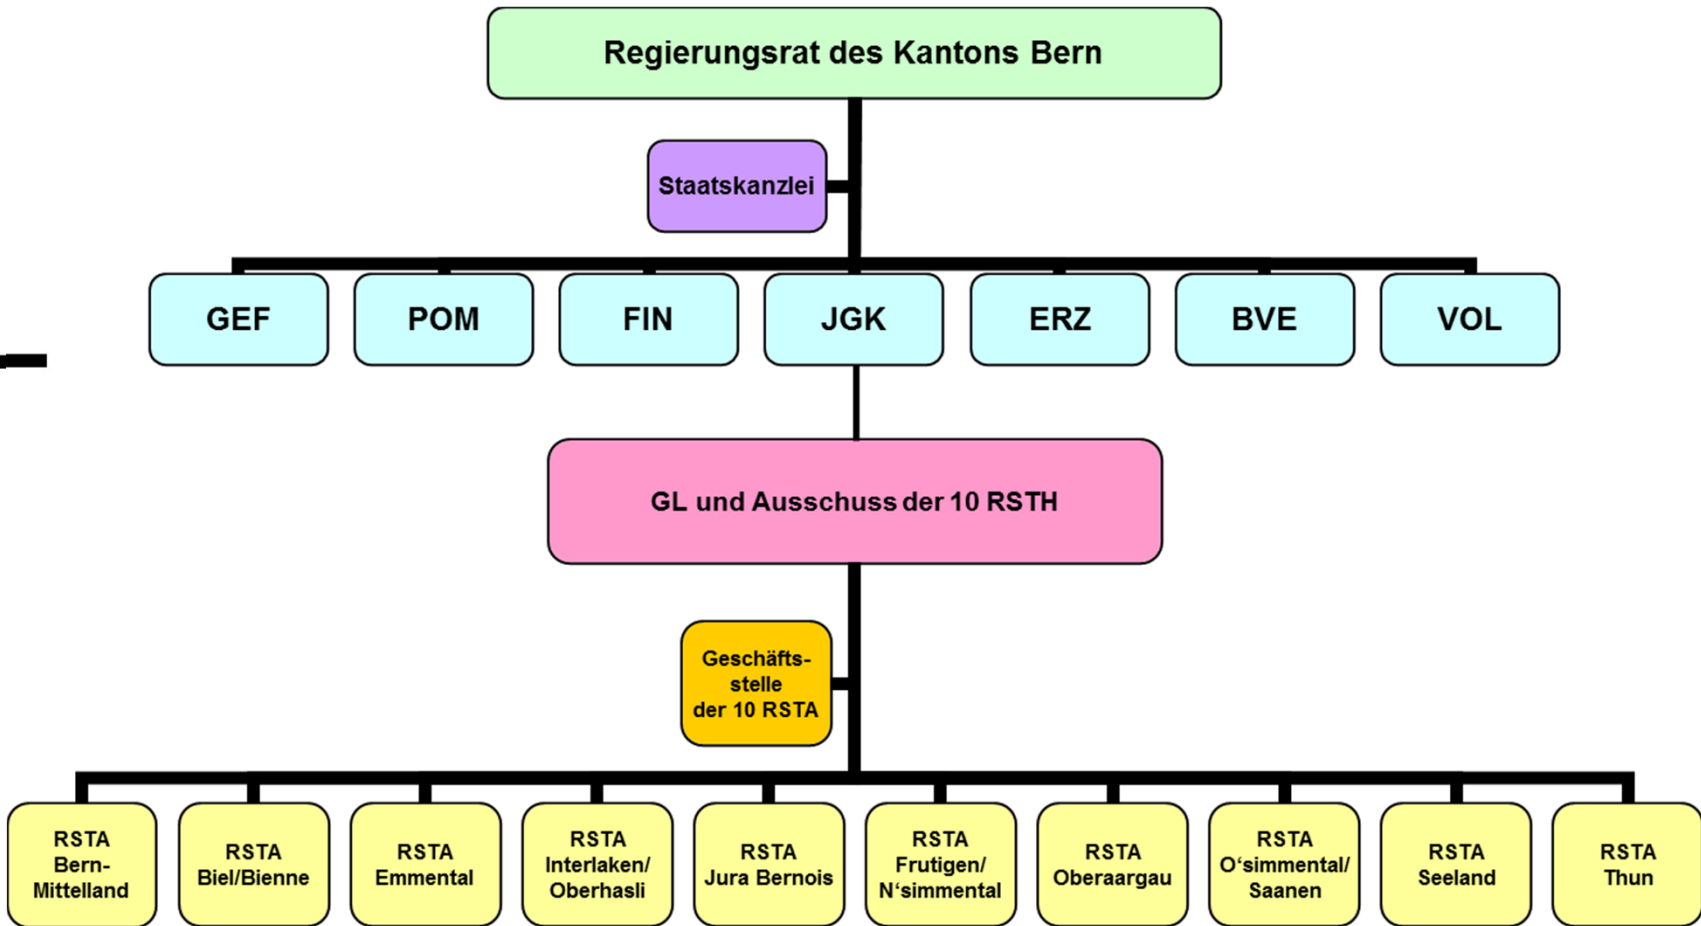 Regierungsrat des Kantons Bern
Staatskanzlei
GEF
POM
FIN
JGK
ERZ
BVE
VOL
GL und Ausschuss der 10 RSTH
Geschäfts-
stelle
der 10 RSTA
RSTA
Bern-
Mittelland
RSTA
Biel/Bienne
RSTA
Emmental
RSTA
Interlaken/
Oberhasli
RSTA
Jura Bernois
RSTA
Frutigen/
N‘simmental
RSTA
Oberaargau
RSTA
O‘simmental/
Saanen
RSTA
Seeland
RSTA
Thun